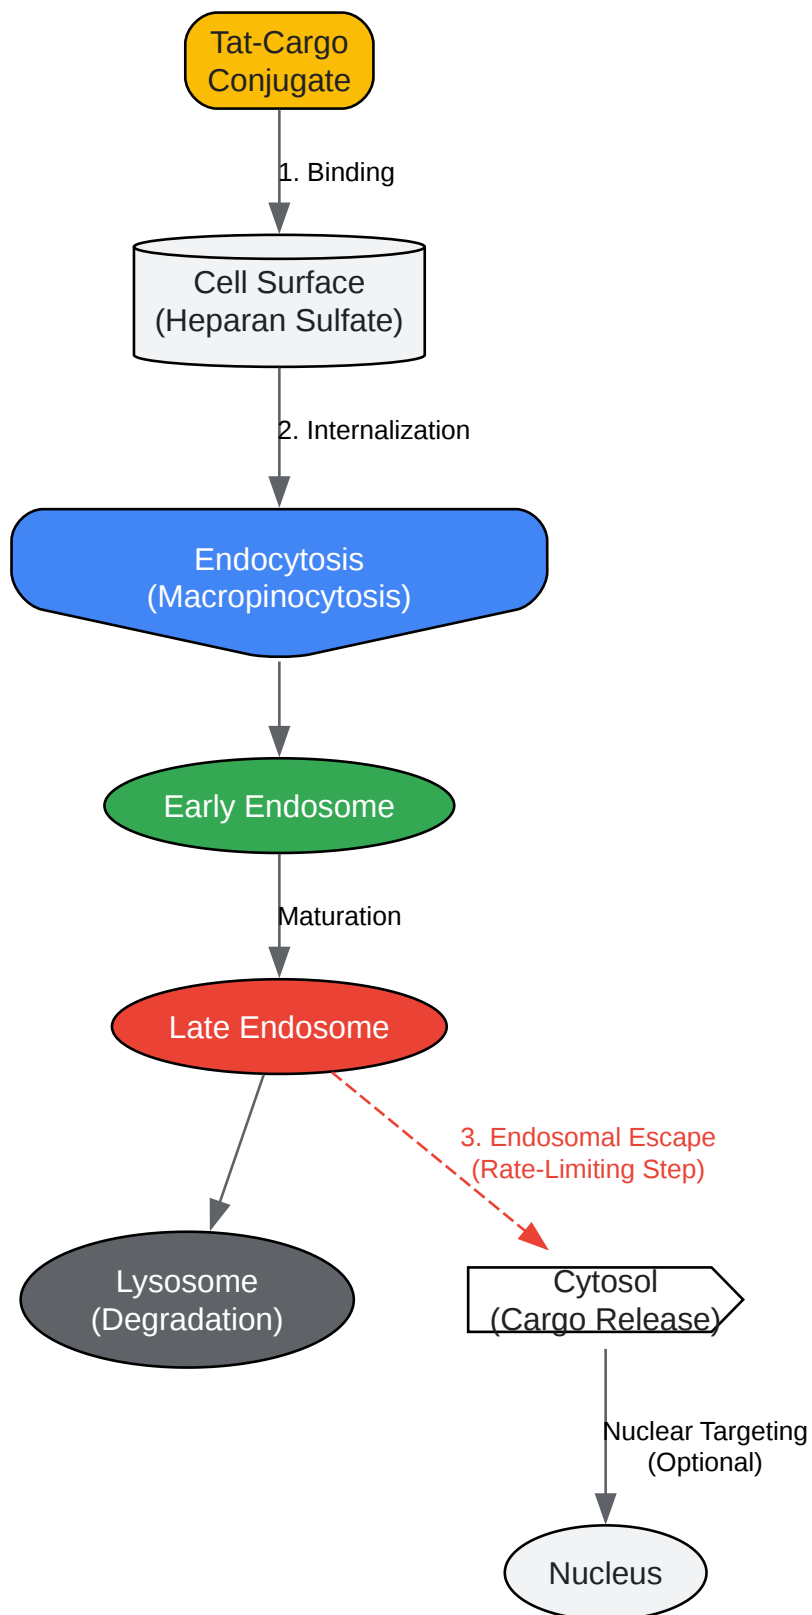 Tat-Cargo
Conjugate
1. Binding
Cell Surface
(Heparan Sulfate)
2. Internalization
Endocytosis
(Macropinocytosis)
Early Endosome
Maturation
Late Endosome
3. Endosomal Escape
(Rate-Limiting Step)
Lysosome
(Degradation)
Cytosol
(Cargo Release)
Nuclear Targeting
(Optional)
Nucleus